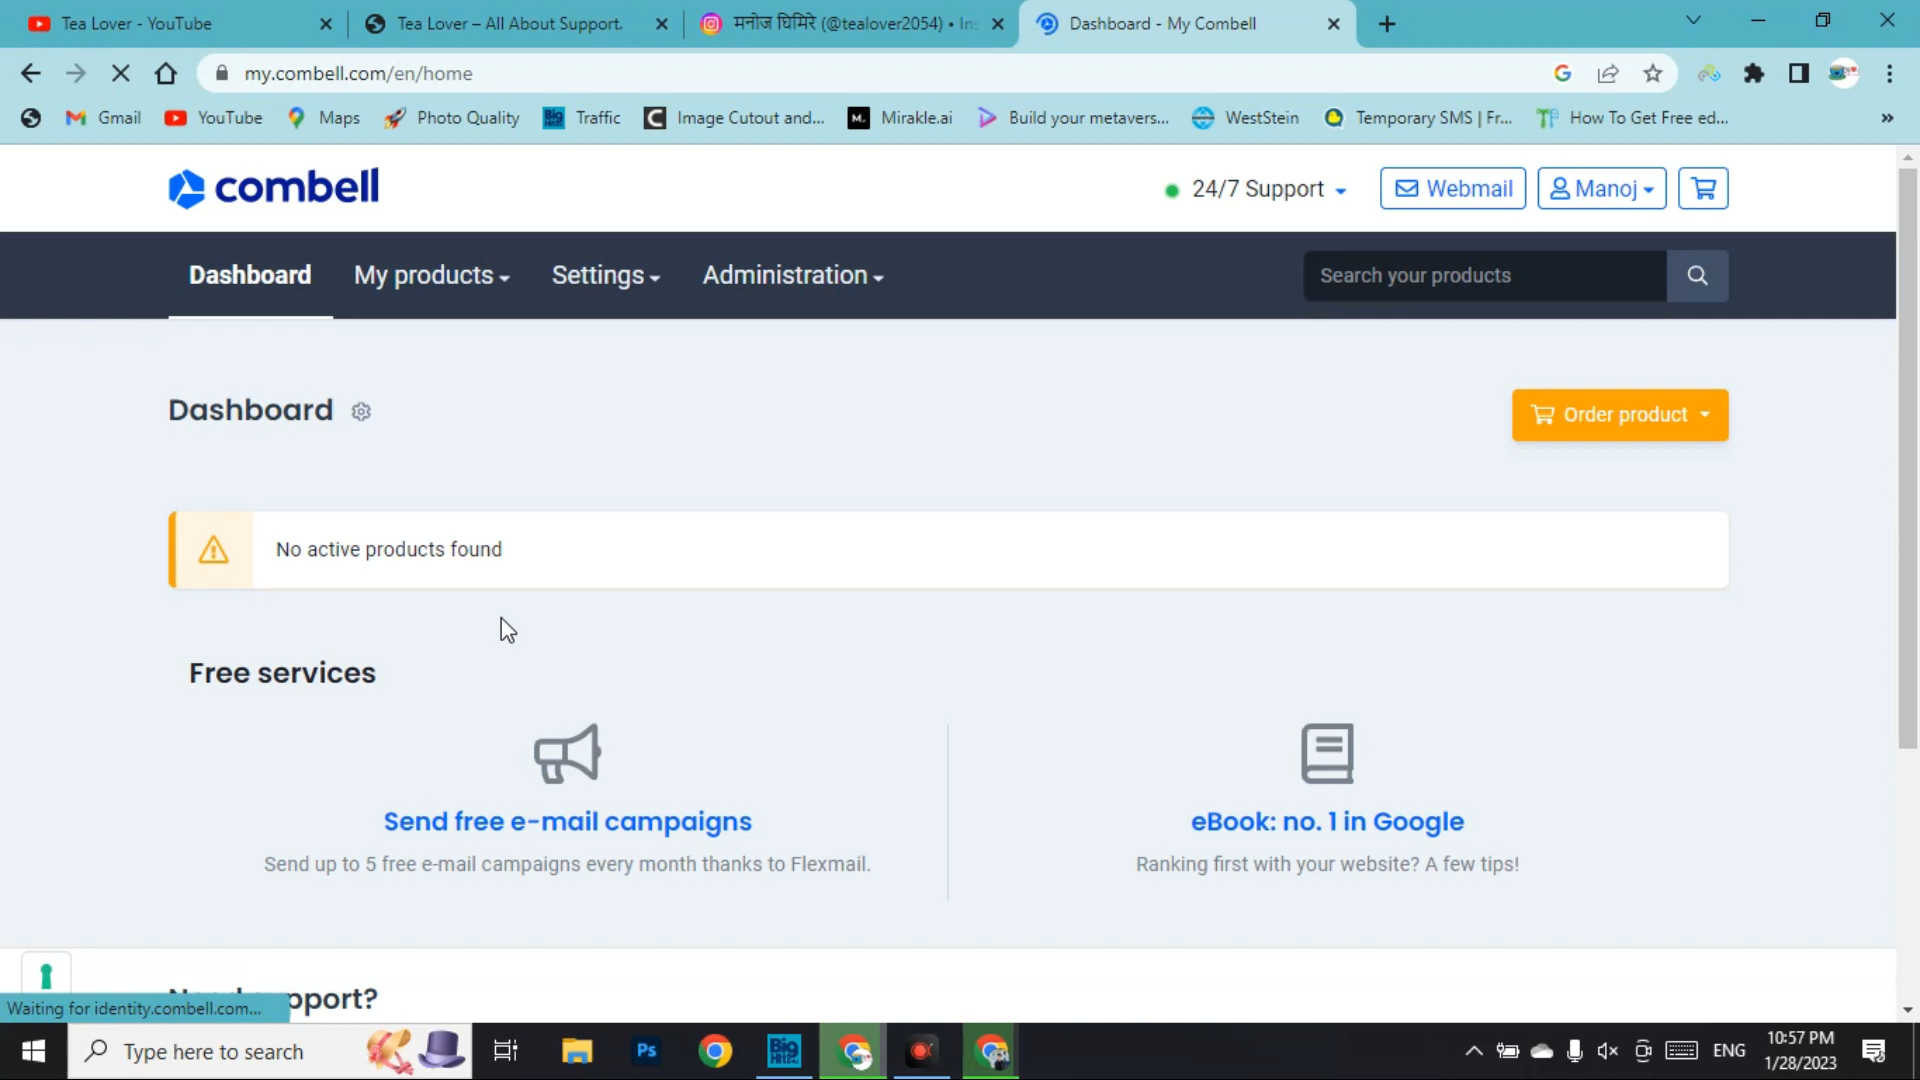 Tea Lover - YouTube
Tea Lover – All About Support.
मनोज घिमिरे (@tealover2054) • Ins
Dashboard - My Combell
my.combell.com/en/home
Gmail
YouTube
Maps
Photo Quality
Big Hits
Traffic
Image Cutout and...
M.
Mirakle.ai
Build your metavers...
WestStein
Temporary SMS | Fr...
How To Get Free ed...
»
combell
24/7 Support
Webmail
Manoj
Dashboard
My products
Settings
Administration
Search your products
Dashboard
Order product
No active products found
Free services
Send free e-mail campaigns
Send up to 5 free e-mail campaigns every month thanks to Flexmail.
eBook: no. 1 in Google
Ranking first with your website? A few tips!
pport?
Waiting for identity.combell.com...
Type here to search
Ps
ENG
10:57 PM
1/28/2023